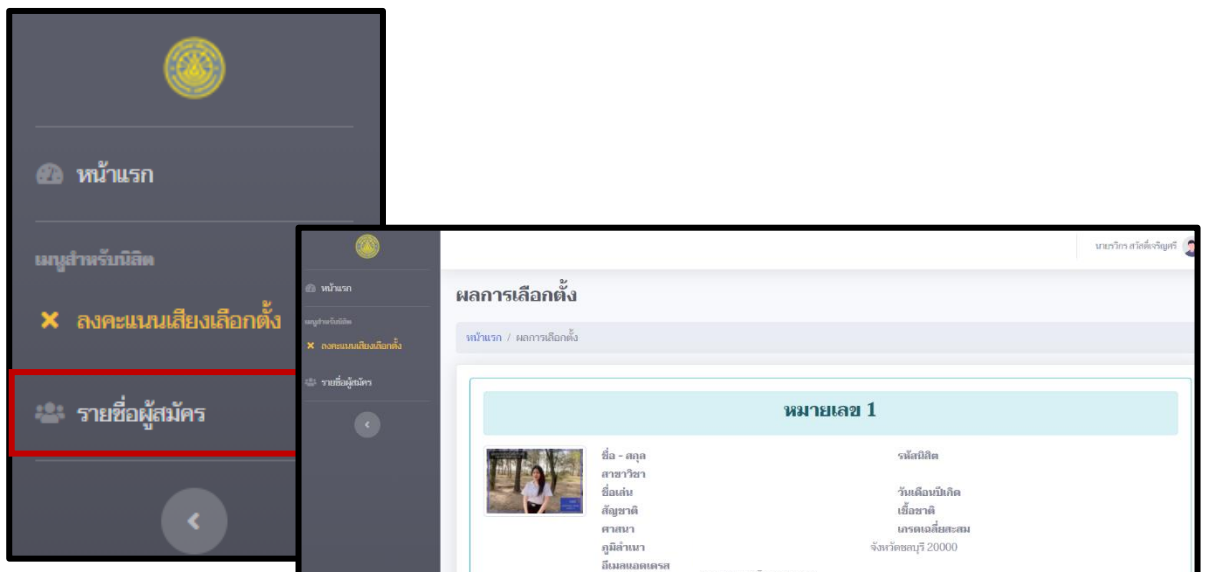 หน้าแรก
เมนูสำหรับนิสิต
ลงคะแนนเสียงเลือกตั้ง
รายชื่อผู้สมัคร
หน้าแรก
เมนูสำหรับนิสิต
ลงคะแนนเสียงเลือกตั้ง
รายชื่อผู้สมัคร
ผลการเลือกตั้ง
หน้าแรก / ผลการเลือกตั้ง
หมายเลข 1
ชื่อ - สกุล รหัสนิสิต
สาขาวิชา
ชื่อเล่น วันเดือนปีเกิด
สัญชาติ เชื้อชาติ
ศาสนา เกรดเฉลี่ยสะสม
ภูมิลำเนา จังหวัดชลบุรี 20000
อีเมลแอดเดรส